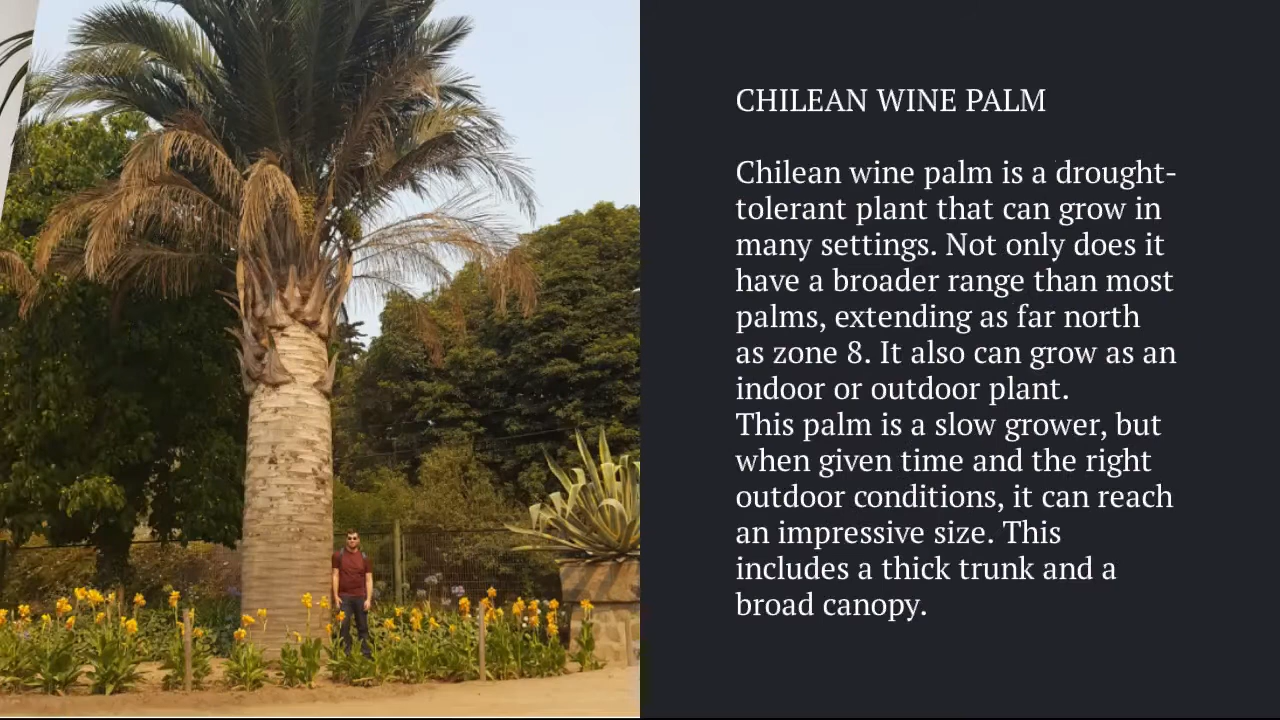 CHILEAN WINE PALM
Chilean wine palm is a drought-
tolerant plant that can grow in
many settings. Not only does it
have a broader range than most
palms, extending as far north
as zone 8. It also can grow as an
indoor or outdoor plant.
This palm is a slow grower, but
when given time and the right
outdoor conditions, it can reach
an impressive size. This
includes a thick trunk and a
broad canopy.